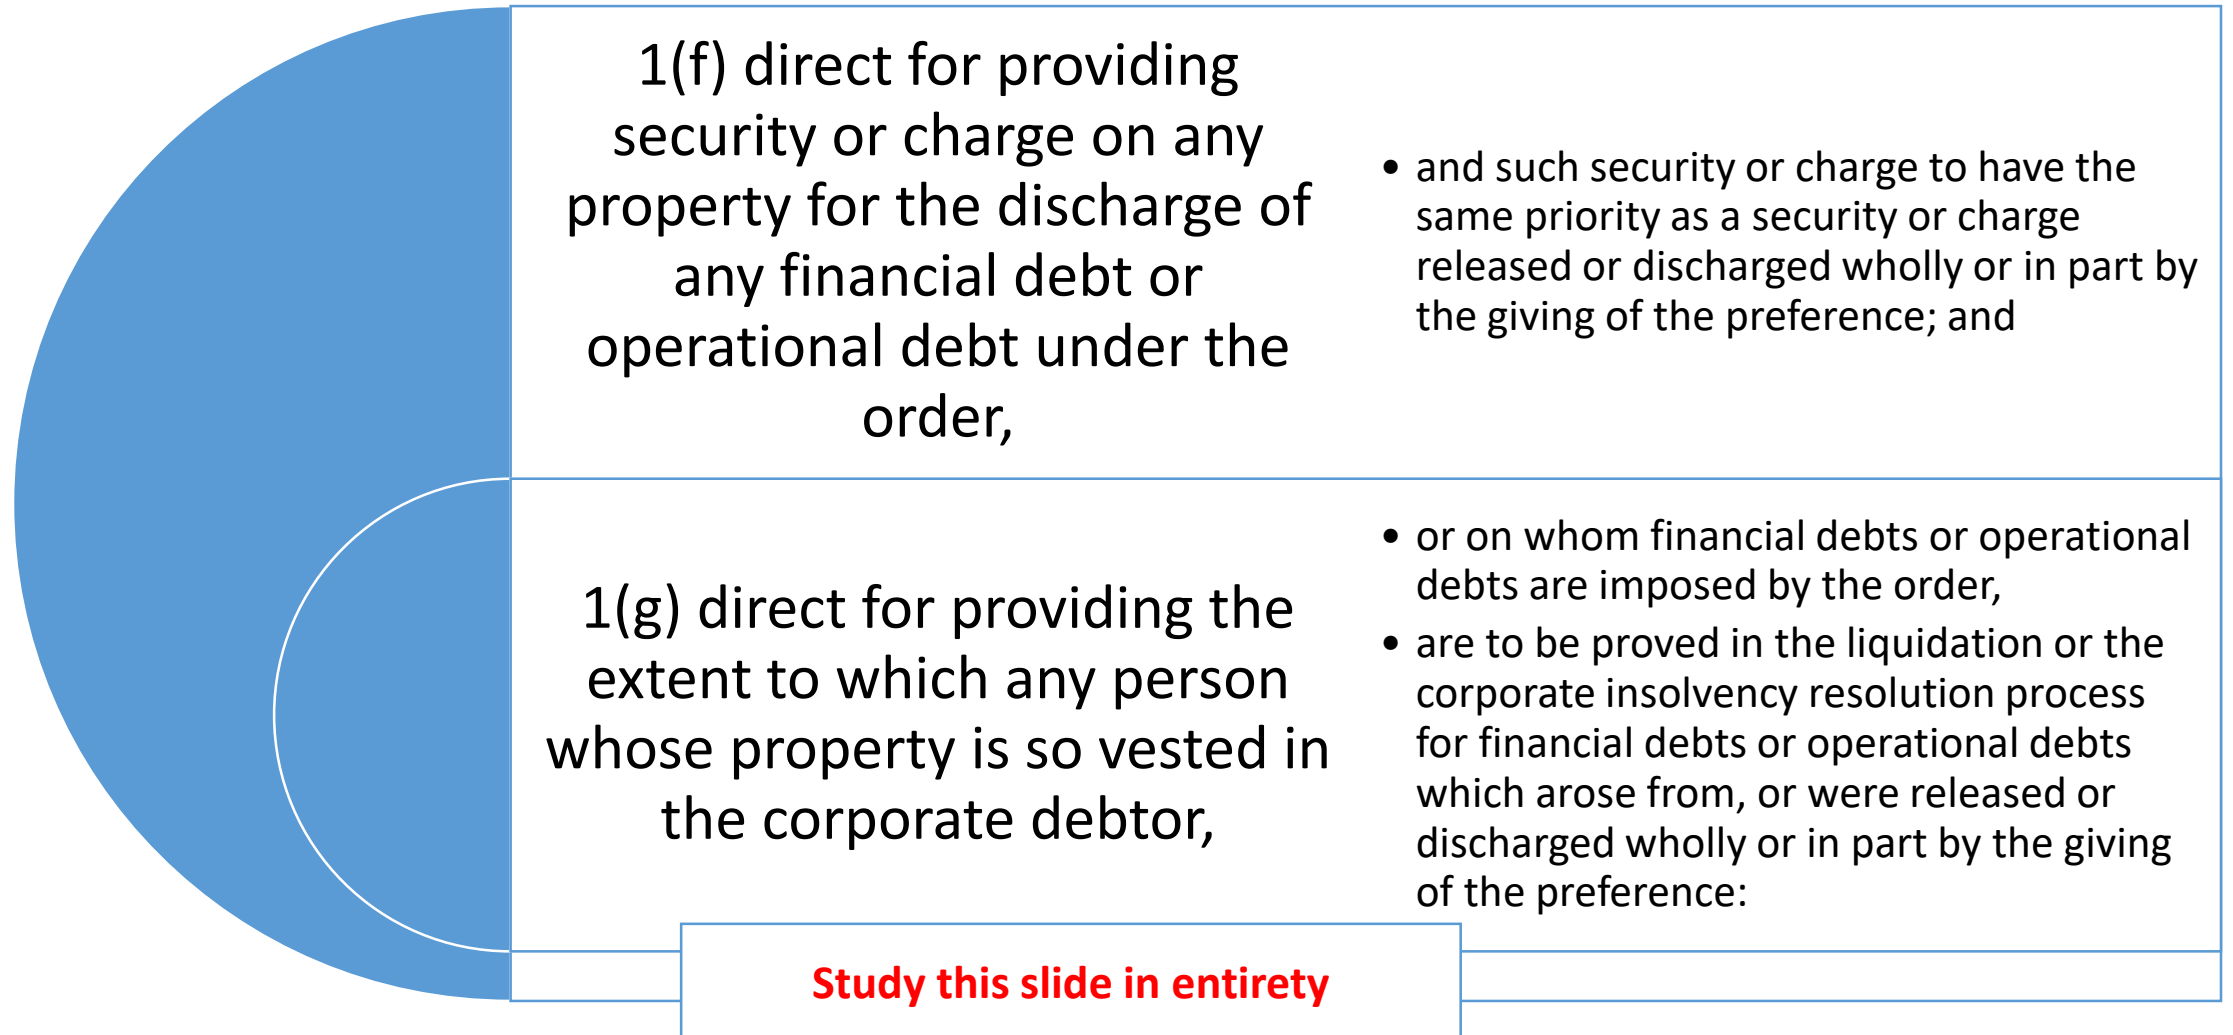 1(f) direct for providing
security or charge on any
property for the discharge of
any financial debt or
operational debt under the
order,
• and such security or charge to have the
same priority as a security or charge
released or discharged wholly or in part by
the giving of the preference; and
1(g) direct for providing the
extent to which any person
whose property is so vested in
the corporate debtor,
• or on whom financial debts or operational
debts are imposed by the order,
• are to be proved in the liquidation or the
corporate insolvency resolution process
for financial debts or operational debts
which arose from, or were released or
discharged wholly or in part by the giving
of the preference:
Study this slide in entirety